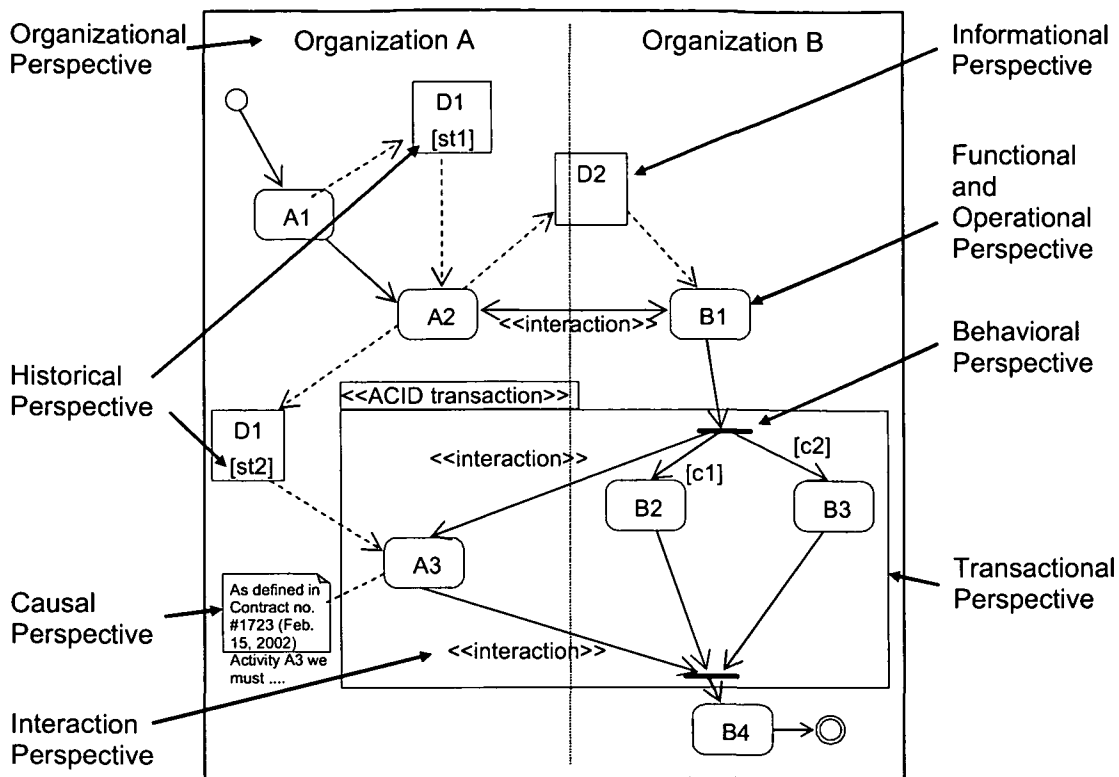 Organizational
Perspective
Organization A
Organization B
Informational
Perspective
D1
[st1]
D2
Functional
and
Operational
Perspective
A1
A2
<<interaction>>
B1
Behavioral
Perspective
Historical
Perspective
<<ACID transaction>>
D1
[st2]
<<interaction>>
[c1]
[c2]
B2
B3
A3
Transactional
Perspective
Causal
Perspective
As defined in
Contract no.
#1723 (Feb.
15, 2002)
Activity A3 we
must ....
<<interaction>>
Interaction
Perspective
B4